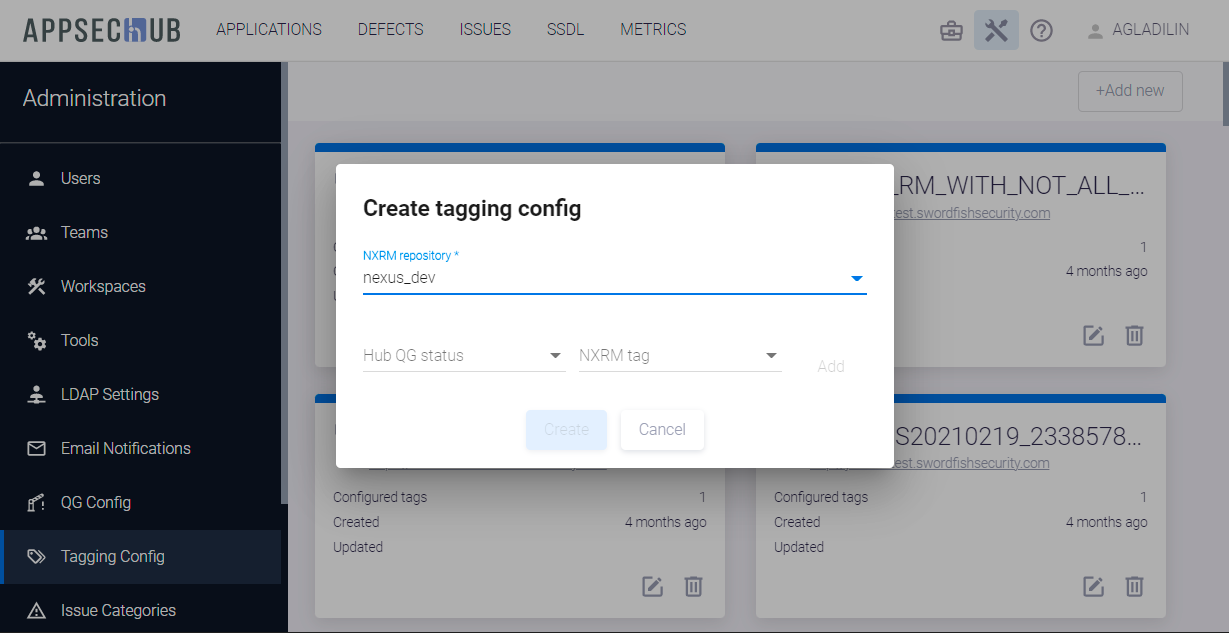 APPSECHUB APPLICATIONS DEFECTS ISSUES SSDL METRICS AGLADILIN
Administration
+Add new
Users
Teams
Workspaces
Tools
LDAP Settings
Email Notifications
QG Config
Tagging Config
Issue Categories
Create tagging config
NXRM repository *
nexus_dev
Hub QG status NXRM tag Add
Create Cancel
_RM_WITH_NOT_ALL_...
test.swordfishsecurity.com
1
4 months ago
Configured tags 1
Created 4 months ago
Updated
S20210219_2338578...
test.swordfishsecurity.com
Configured tags 1
Created 4 months ago
Updated